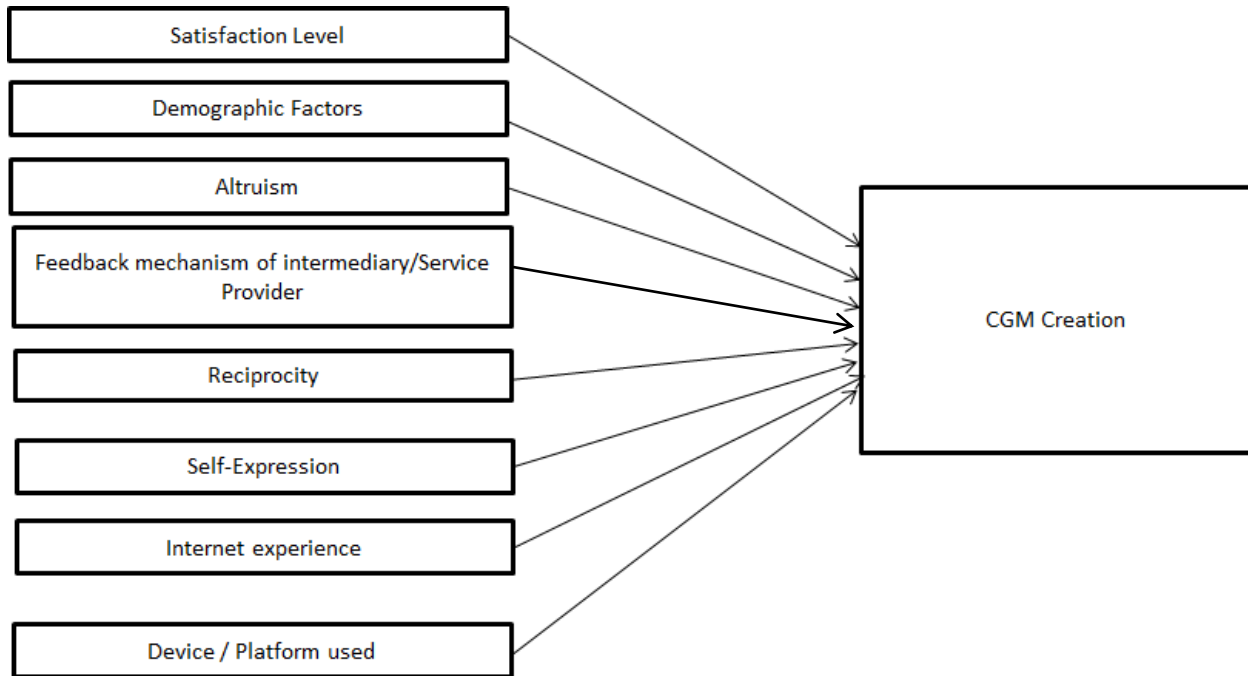 Satisfaction Level
Demographic Factors
Altruism
Feedback mechanism of intermediary/Service
Provider
Reciprocity
Self-Expression
Internet experience
Device / Platform used
CGM Creation